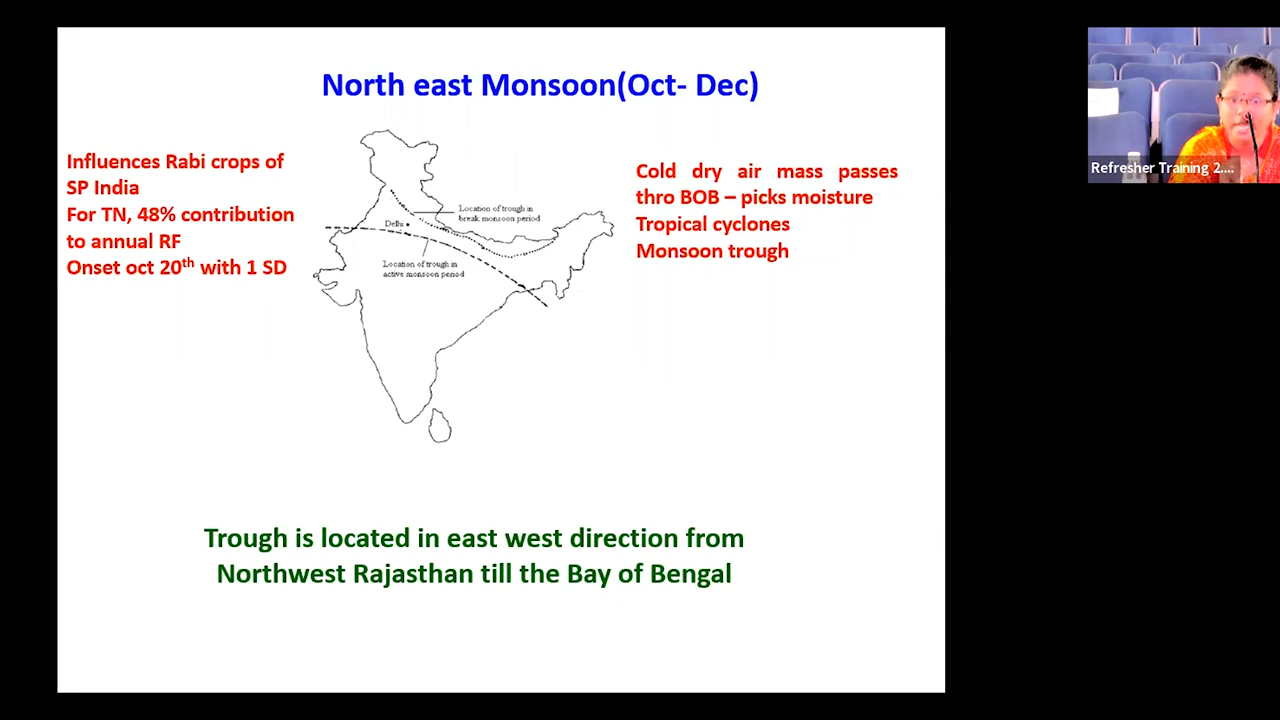 North east Monsoon(Oct- Dec)
Influences Rabi crops of
SP India
For TN, 48% contribution
to annual RF
Onset oct 20th with 1 SD
Location of trough in
break monsoon period
Delhi
Location of trough in
active monsoon period
Cold dry air mass passes
thro BOB – picks moisture
Tropical cyclones
Monsoon trough
Trough is located in east west direction from
Northwest Rajasthan till the Bay of Bengal
Refresher Training 2....